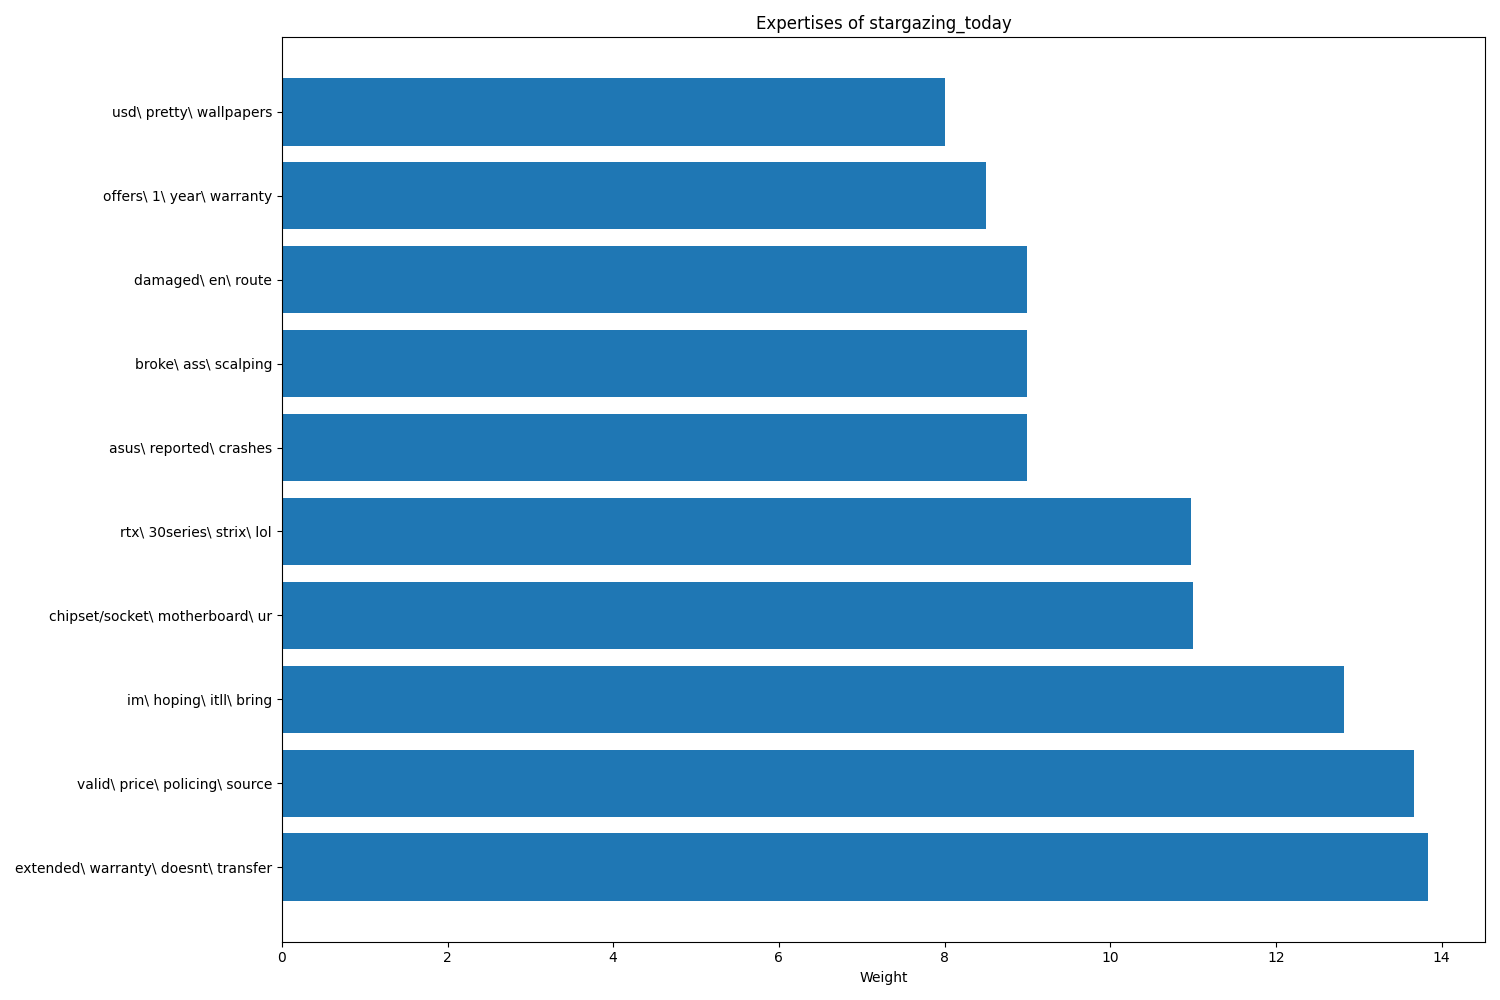 Expertises of stargazing_today
usd\ pretty\ wallpapers
offers\ 1\ year\ warranty
damaged\ en\ route
broke\ ass\ scalping
asus\ reported\ crashes
rtx\ 30series\ strix\ lol
chipset/socket\ motherboard\ ur
im\ hoping\ itll\ bring
valid\ price\ policing\ source
extended\ warranty\ doesnt\ transfer
0 2 4 6 8 10 12 14
Weight